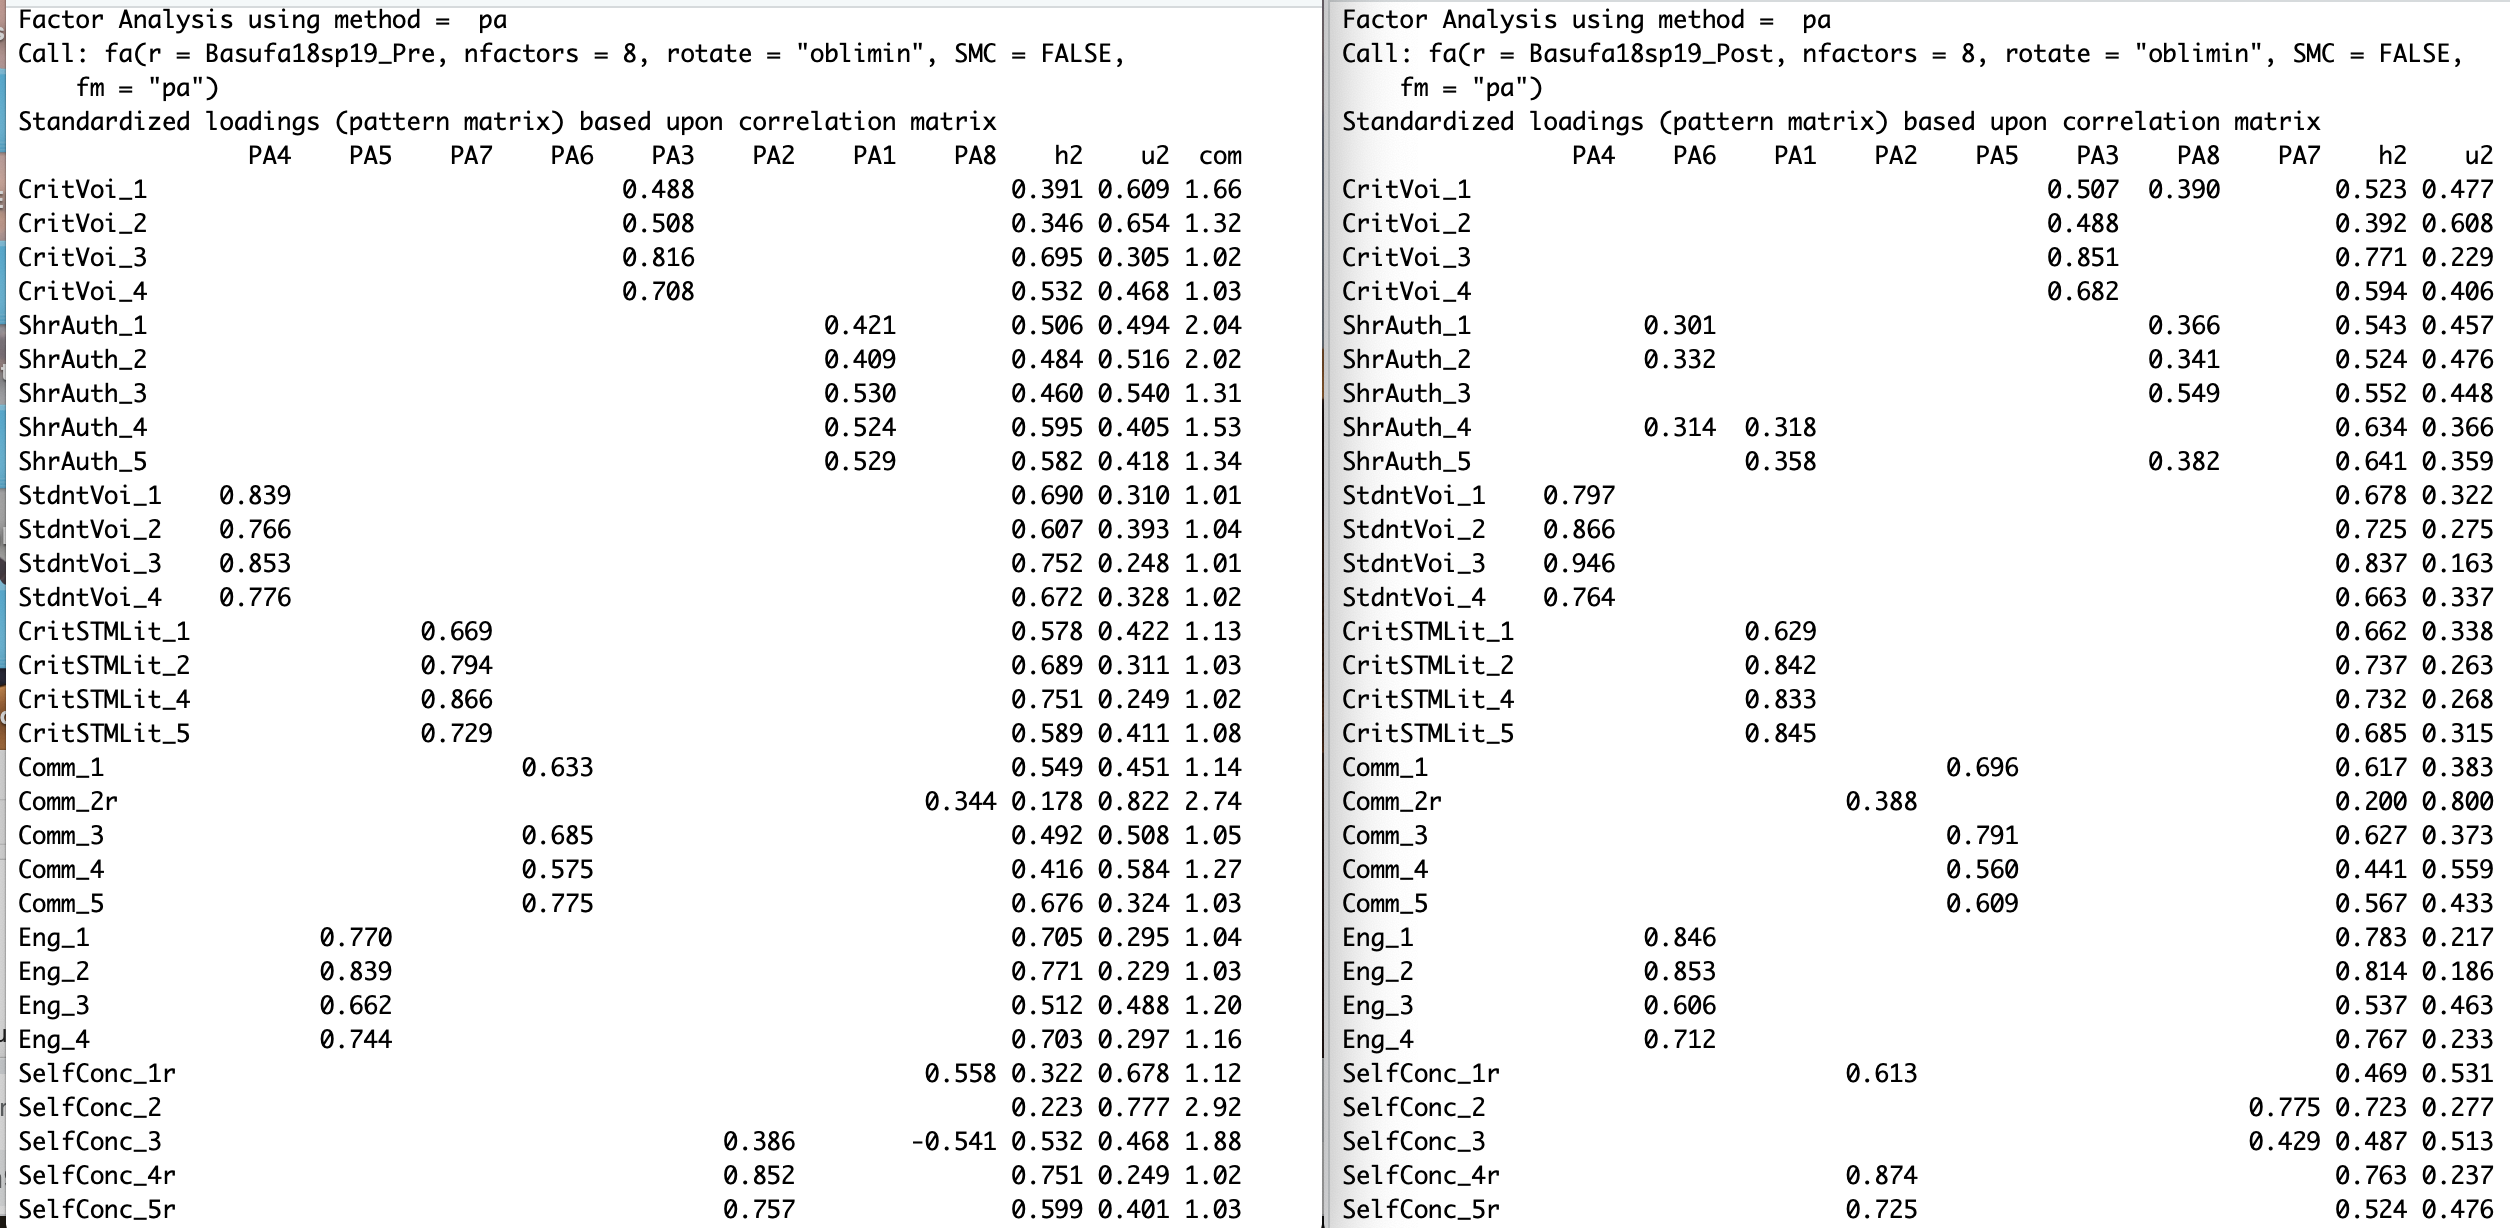 Factor Analysis using method =  pa
Call: fa(r = Basufa18sp19_Pre, nfactors = 8, rotate = "oblimin", SMC = FALSE,
    fm = "pa")
Standardized loadings (pattern matrix) based upon correlation matrix
PA4 PA5 PA7 PA6 PA3 PA2 PA1 PA8 h2 u2 com
CritVoi_1 0.488 0.391 0.609 1.66
CritVoi_2 0.508 0.346 0.654 1.32
CritVoi_3 0.816 0.695 0.305 1.02
CritVoi_4 0.708 0.532 0.468 1.03
ShrAuth_1 0.421 0.506 0.494 2.04
ShrAuth_2 0.409 0.484 0.516 2.02
ShrAuth_3 0.530 0.460 0.540 1.31
ShrAuth_4 0.524 0.595 0.405 1.53
ShrAuth_5 0.529 0.582 0.418 1.34
StdntVoi_1 0.839 0.690 0.310 1.01
StdntVoi_2 0.766 0.607 0.393 1.04
StdntVoi_3 0.853 0.752 0.248 1.01
StdntVoi_4 0.776 0.672 0.328 1.02
CritSTMLit_1 0.669 0.578 0.422 1.13
CritSTMLit_2 0.794 0.689 0.311 1.03
CritSTMLit_4 0.866 0.751 0.249 1.02
CritSTMLit_5 0.729 0.589 0.411 1.08
Comm_1 0.633 0.549 0.451 1.14
Comm_2r 0.344 0.178 0.822 2.74
Comm_3 0.685 0.492 0.508 1.05
Comm_4 0.575 0.416 0.584 1.27
Comm_5 0.775 0.676 0.324 1.03
Eng_1 0.770 0.705 0.295 1.04
Eng_2 0.839 0.771 0.229 1.03
Eng_3 0.662 0.512 0.488 1.20
Eng_4 0.744 0.703 0.297 1.16
SelfConc_1r 0.558 0.322 0.678 1.12
SelfConc_2 0.223 0.777 2.92
SelfConc_3 0.386 -0.541 0.532 0.468 1.88
SelfConc_4r 0.852 0.751 0.249 1.02
SelfConc_5r 0.757 0.599 0.401 1.03
Factor Analysis using method =  pa
Call: fa(r = Basufa18sp19_Post, nfactors = 8, rotate = "oblimin", SMC = FALSE,
    fm = "pa")
Standardized loadings (pattern matrix) based upon correlation matrix
PA4 PA6 PA1 PA2 PA5 PA3 PA8 PA7 h2 u2
CritVoi_1 0.507 0.390 0.523 0.477
CritVoi_2 0.488 0.392 0.608
CritVoi_3 0.851 0.771 0.229
CritVoi_4 0.682 0.594 0.406
ShrAuth_1 0.301 0.366 0.543 0.457
ShrAuth_2 0.332 0.341 0.524 0.476
ShrAuth_3 0.549 0.552 0.448
ShrAuth_4 0.314 0.318 0.634 0.366
ShrAuth_5 0.358 0.382 0.641 0.359
StdntVoi_1 0.797 0.678 0.322
StdntVoi_2 0.866 0.725 0.275
StdntVoi_3 0.946 0.837 0.163
StdntVoi_4 0.764 0.663 0.337
CritSTMLit_1 0.629 0.662 0.338
CritSTMLit_2 0.842 0.737 0.263
CritSTMLit_4 0.833 0.732 0.268
CritSTMLit_5 0.845 0.685 0.315
Comm_1 0.696 0.617 0.383
Comm_2r 0.388 0.200 0.800
Comm_3 0.791 0.627 0.373
Comm_4 0.560 0.441 0.559
Comm_5 0.609 0.567 0.433
Eng_1 0.846 0.783 0.217
Eng_2 0.853 0.814 0.186
Eng_3 0.606 0.537 0.463
Eng_4 0.712 0.767 0.233
SelfConc_1r 0.613 0.469 0.531
SelfConc_2 0.775 0.723 0.277
SelfConc_3 0.429 0.487 0.513
SelfConc_4r 0.874 0.763 0.237
SelfConc_5r 0.725 0.524 0.476